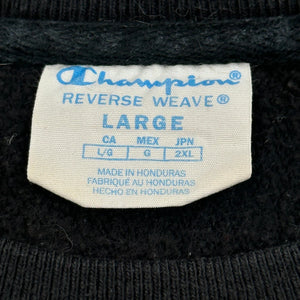 Champion®
REVERSE WEAVE®
LARGE
CA MEX JPN
L/G G 2XL
MADE IN HONDURAS
FABRIQUÉ AU HONDURAS
HECHO EN HONDURAS